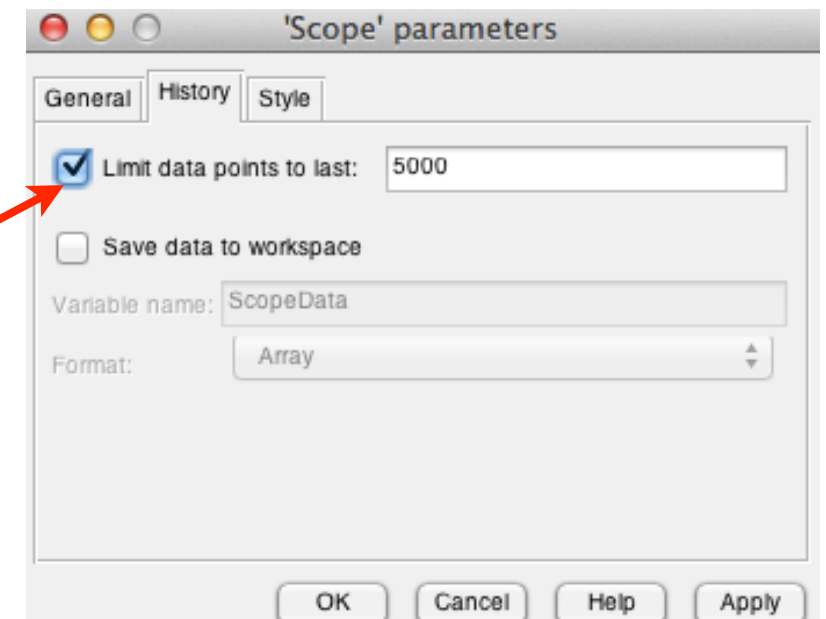 'Scope' parameters
General History Style
Limit data points to last: 5000
Save data to workspace
Variable name: ScopeData
Format: Array
OK Cancel Help Apply